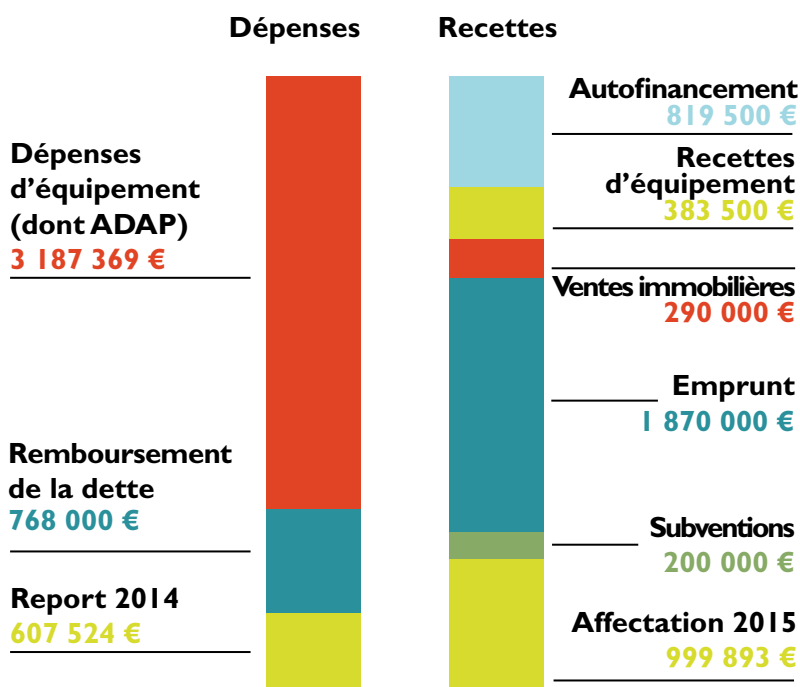 Dépenses
Recettes
Dépenses
d’équipement
(dont ADAP)
3 187 369 €
Remboursement
de la dette
768 000 €
Report 2014
607 524 €
Autofinancement
819 500 €
Recettes
d’équipement
383 500 €
Ventes immobilières
290 000 €
Emprunt
1 870 000 €
Subventions
200 000 €
Affectation 2015
999 893 €